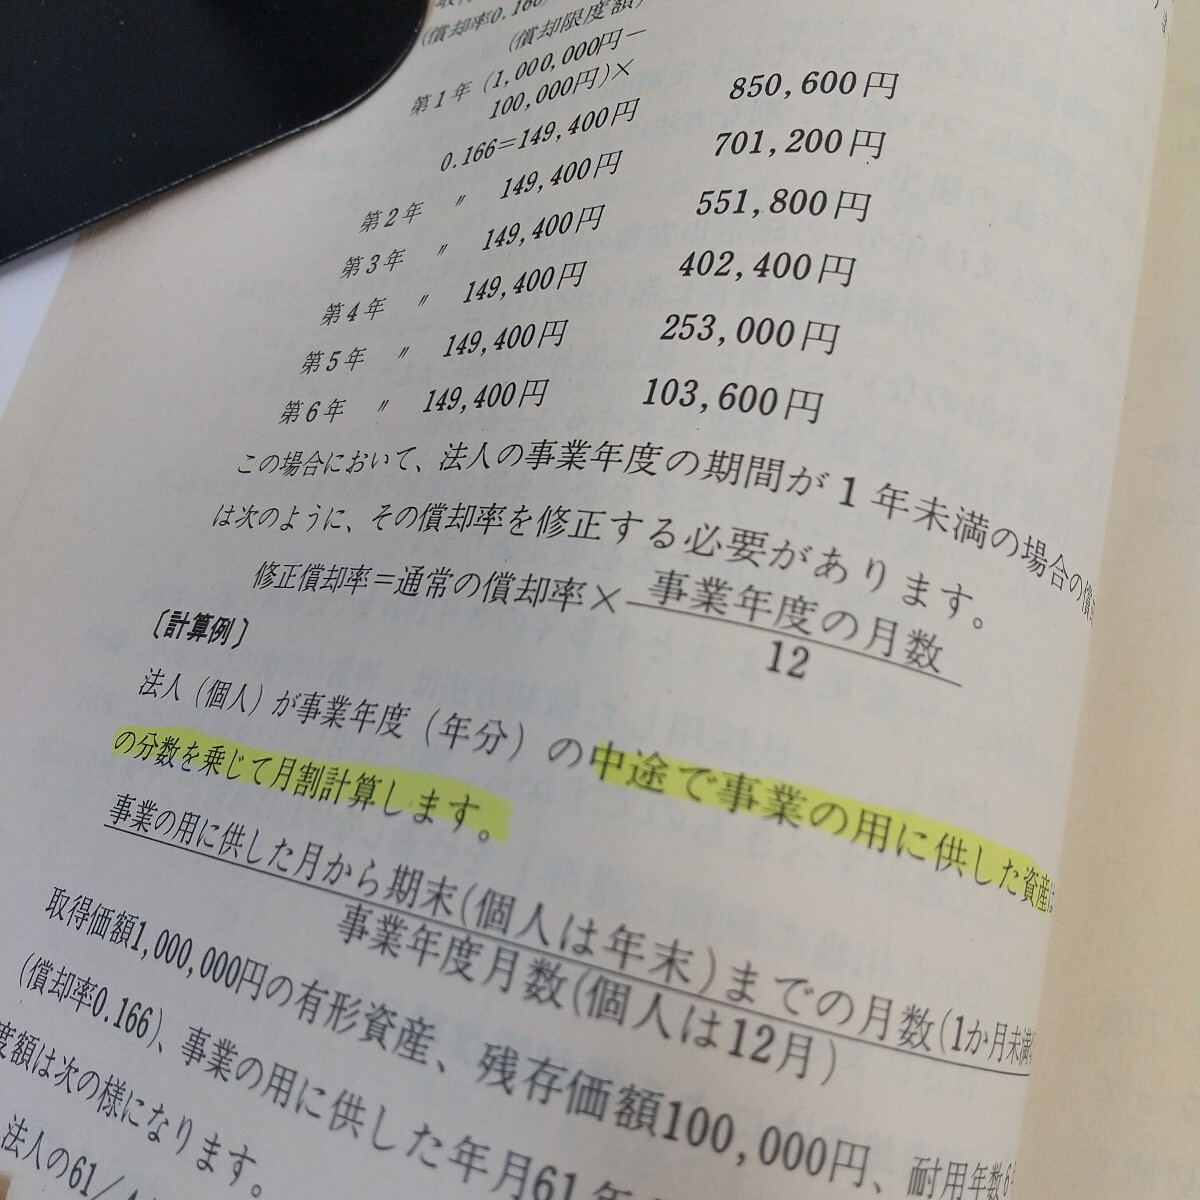 (償却率0.166)
(償却限度額)
第1年 (1,000,000円−
100,000円)×
0.166=149,400円 850,600円
第2年 〃 149,400円 701,200円
第3年 〃 149,400円 551,800円
第4年 〃 149,400円 402,400円
第5年 〃 149,400円 253,000円
第6年 〃 149,400円 103,600円
この場合において、法人の事業年度の期間が1年未満の場合の償
は次のように、その償却率を修正する必要があります。
修正償却率=通常の償却率×事業年度の月数
12
〔計算例〕
法人(個人)が事業年度(年分)の中途で事業の用に供した資産は
の分数を乗じて月割計算します。
事業の用に供した月から期末(個人は年末)までの月数(1か月未満
事業年度月数(個人は12月)
取得価額1,000,000円の有形資産、残存価額100,000円、耐用年数6
(償却率0.166)、事業の用に供した年月61年
度額は次の様になります。
法人の61/